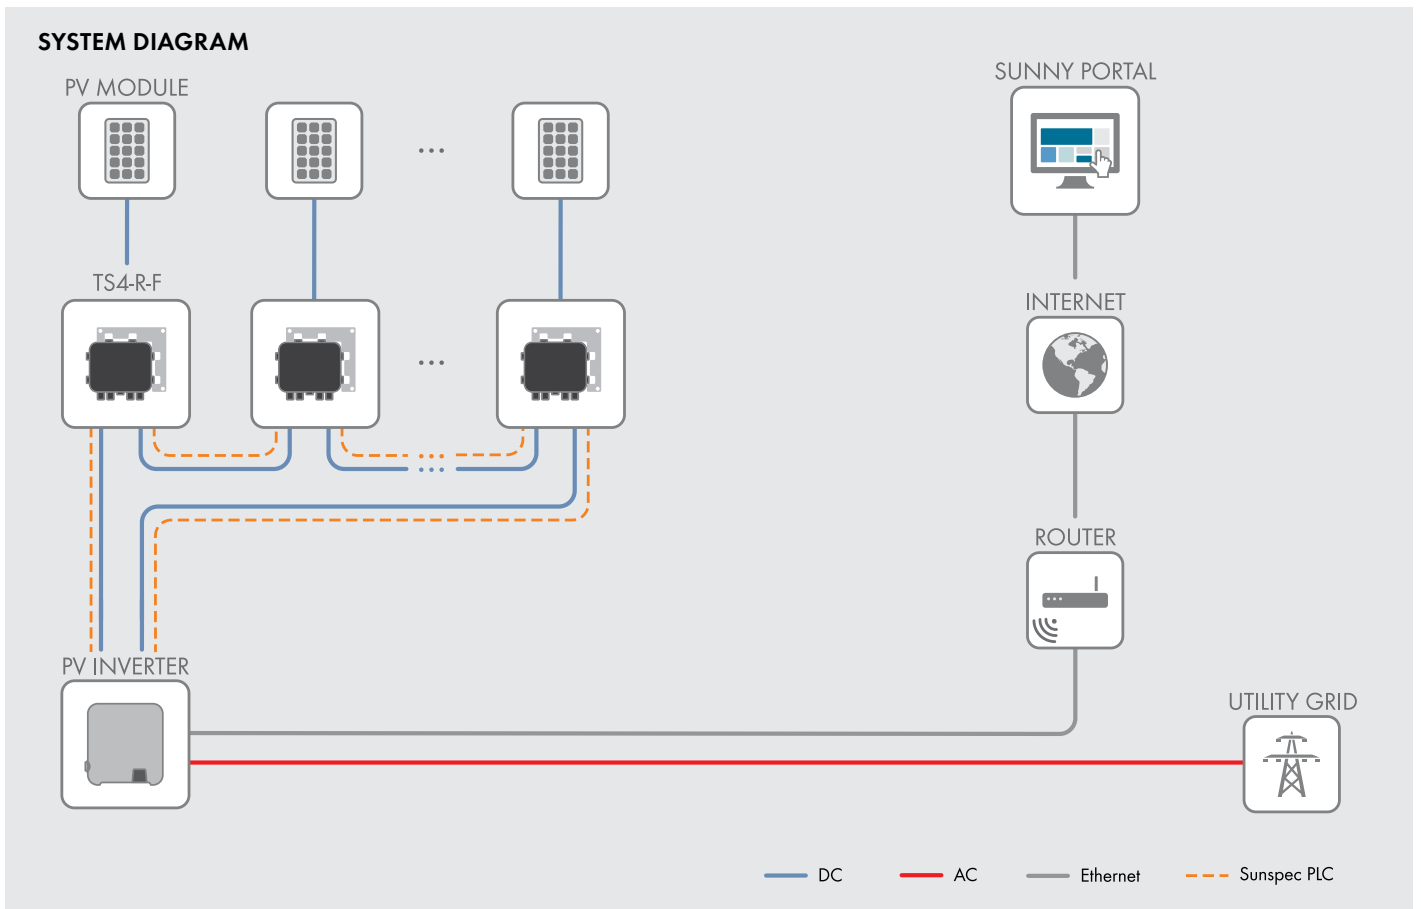 SYSTEM DIAGRAM
PV MODULE
SUNNY PORTAL
TS4-R-F
INTERNET
ROUTER
PV INVERTER
UTILITY GRID
DC
AC
Ethernet
Sunspec PLC